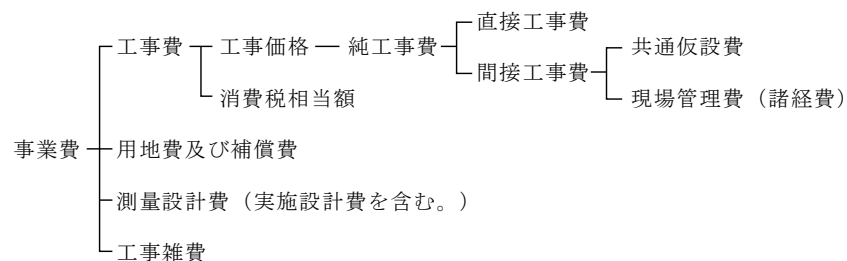 直接工事費
工事費 工事価格 純工事費 共通仮設費
間接工事費
消費税相当額 現場管理費（諸経費）
事業費 用地費及び補償費
測量設計費（実施設計費を含む。）
工事雑費